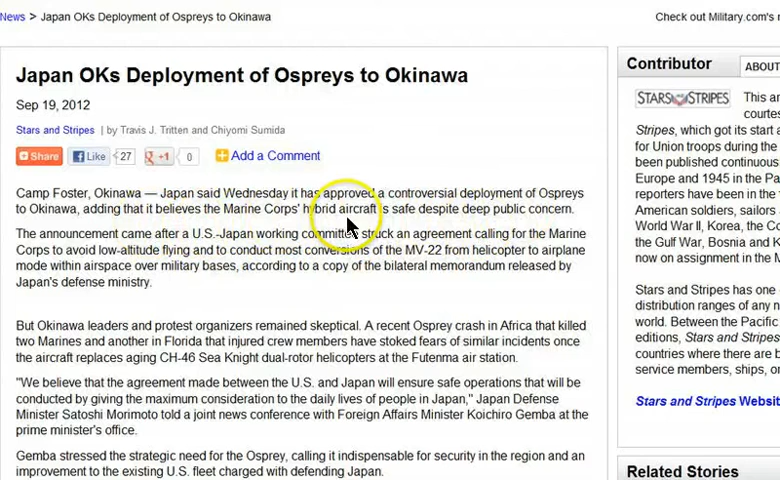 News > Japan OKs Deployment of Ospreys to Okinawa
Check out Military.com's
Japan OKs Deployment of Ospreys to Okinawa
Sep 19, 2012
Stars and Stripes | by Travis J. Tritten and Chiyomi Sumida
Share Like 27 +1 0 Add a Comment
Camp Foster, Okinawa — Japan said Wednesday it has approved a controversial deployment of Ospreys
to Okinawa, adding that it believes the Marine Corps' hybrid aircraft is safe despite deep public concern.
The announcement came after a U.S.-Japan working committee struck an agreement calling for the Marine
Corps to avoid low-altitude flying and to conduct most conversions of the MV-22 from helicopter to airplane
mode within airspace over military bases, according to a copy of the bilateral memorandum released by
Japan's defense ministry.
But Okinawa leaders and protest organizers remained skeptical. A recent Osprey crash in Africa that killed
two Marines and another in Florida that injured crew members have stoked fears of similar incidents once
the aircraft replaces aging CH-46 Sea Knight dual-rotor helicopters at the Futenma air station.
"We believe that the agreement made between the U.S. and Japan will ensure safe operations that will be
conducted by giving the maximum consideration to the daily lives of people in Japan," Japan Defense
Minister Satoshi Morimoto told a joint news conference with Foreign Affairs Minister Koichiro Gemba at the
prime minister's office.
Gemba stressed the strategic need for the Osprey, calling it indispensable for security in the region and an
improvement to the existing U.S. fleet charged with defending Japan.
Contributor
ABOUT
STARS AND STRIPES
This
courtes
Stripes, which got its start
for Union troops during the
been published continuous
Europe and 1945 in the Pa
reporters have been in the
American soldiers, sailors
World War II, Korea, the Co
the Gulf War, Bosnia and K
now on assignment in the M
Stars and Stripes has one
distribution ranges of any n
world. Between the Pacific
editions, Stars and Stripes
countries where there are b
service members, ships, or
Stars and Stripes Websit
Related Stories